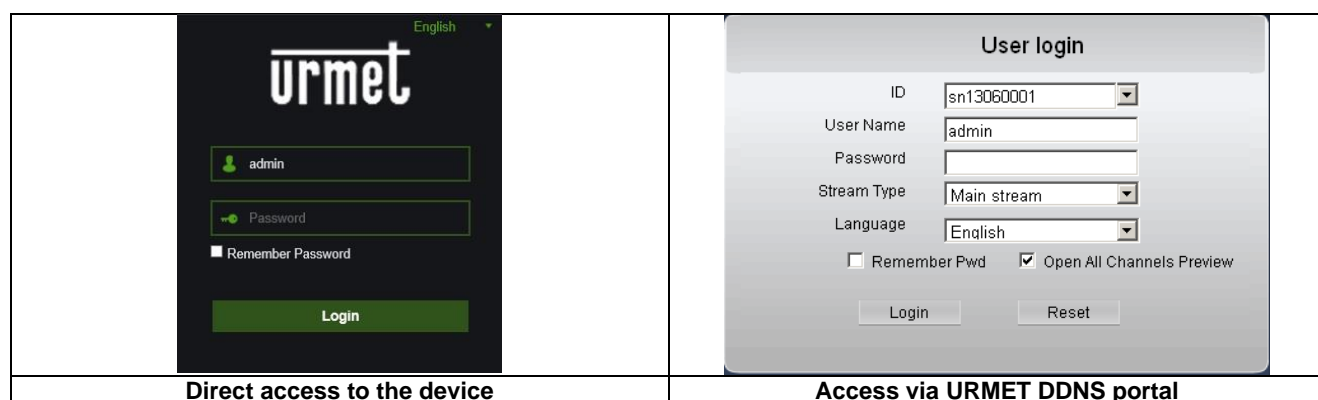 English
urmet
admin
Password
Remember Password
Login
Direct access to the device
User login
ID sn13060001
User Name admin
Password
Stream Type Main stream
Language English
Remember Pwd Open All Channels Preview
Login Reset
Access via URMET DDNS portal